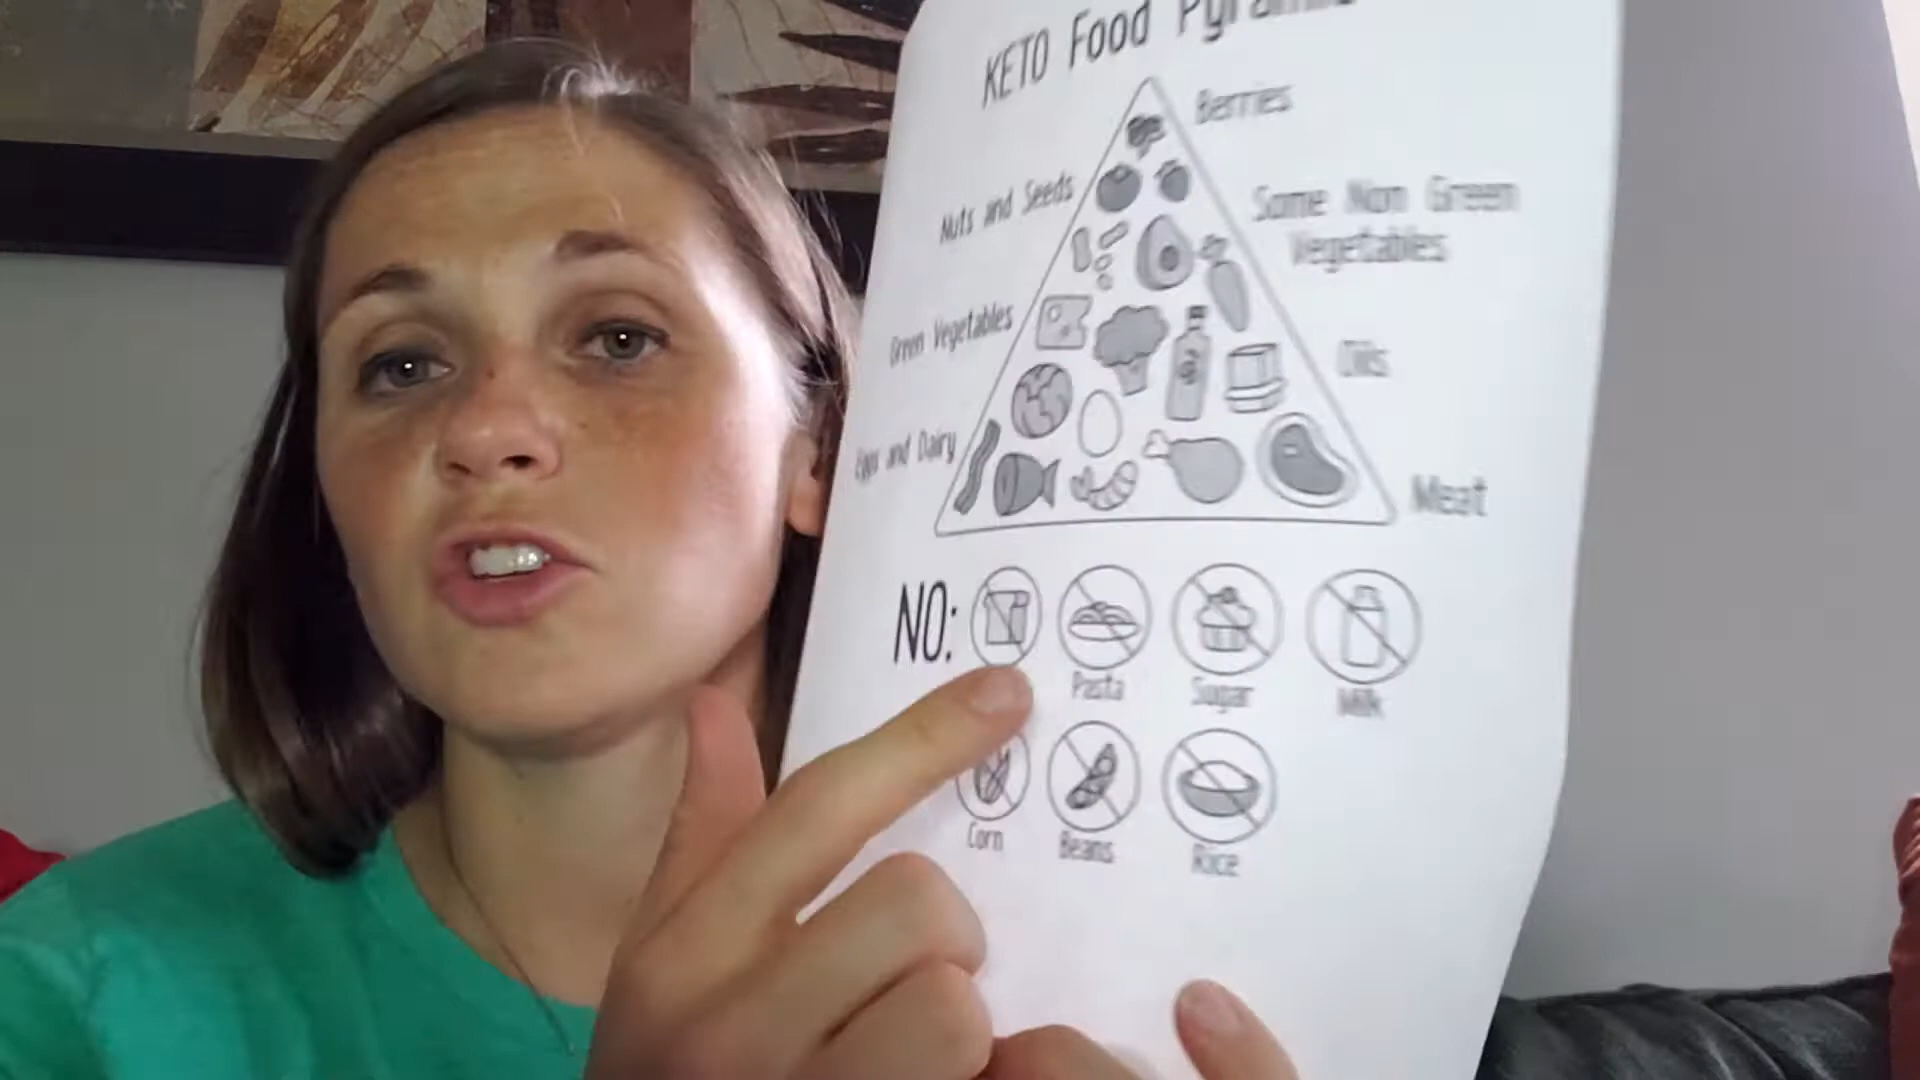 KETO Food Pyramid
Berries
Nuts and Seeds
Some Non Green
Vegetables
Green Vegetables
Oils
Eggs and Dairy
Meat
NO:
Pasta
Sugar
Milk
Corn
Beans
Rice